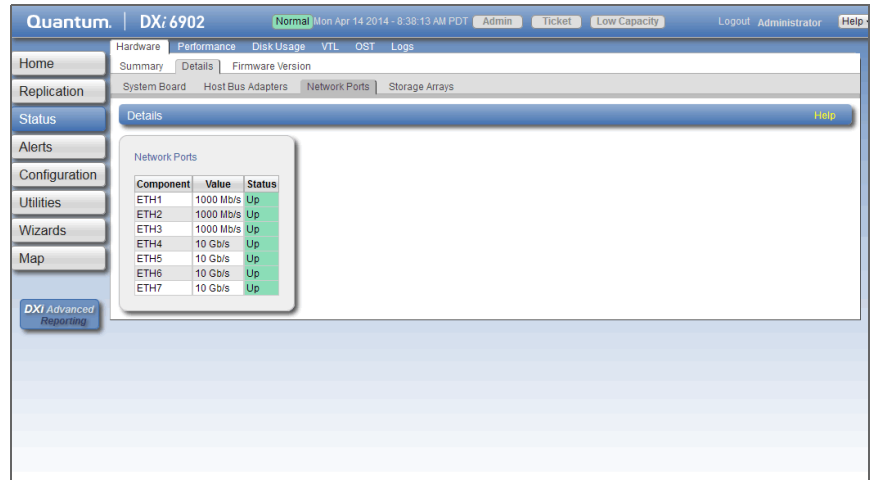 Quantum. DXi 6902 Normal Mon Apr 14 2014 - 8:38:13 AM PDT Admin Ticket Low Capacity Logout Administrator Help
Hardware Performance Disk Usage VTL OST Logs
Summary Details Firmware Version
System Board Host Bus Adapters Network Ports Storage Arrays
Home
Replication
Status
Alerts
Configuration
Utilities
Wizards
Map
DXi Advanced
Reporting
Details Help
Network Ports
Component Value Status
ETH1 1000 Mb/s Up
ETH2 1000 Mb/s Up
ETH3 1000 Mb/s Up
ETH4 10 Gb/s Up
ETH5 10 Gb/s Up
ETH6 10 Gb/s Up
ETH7 10 Gb/s Up